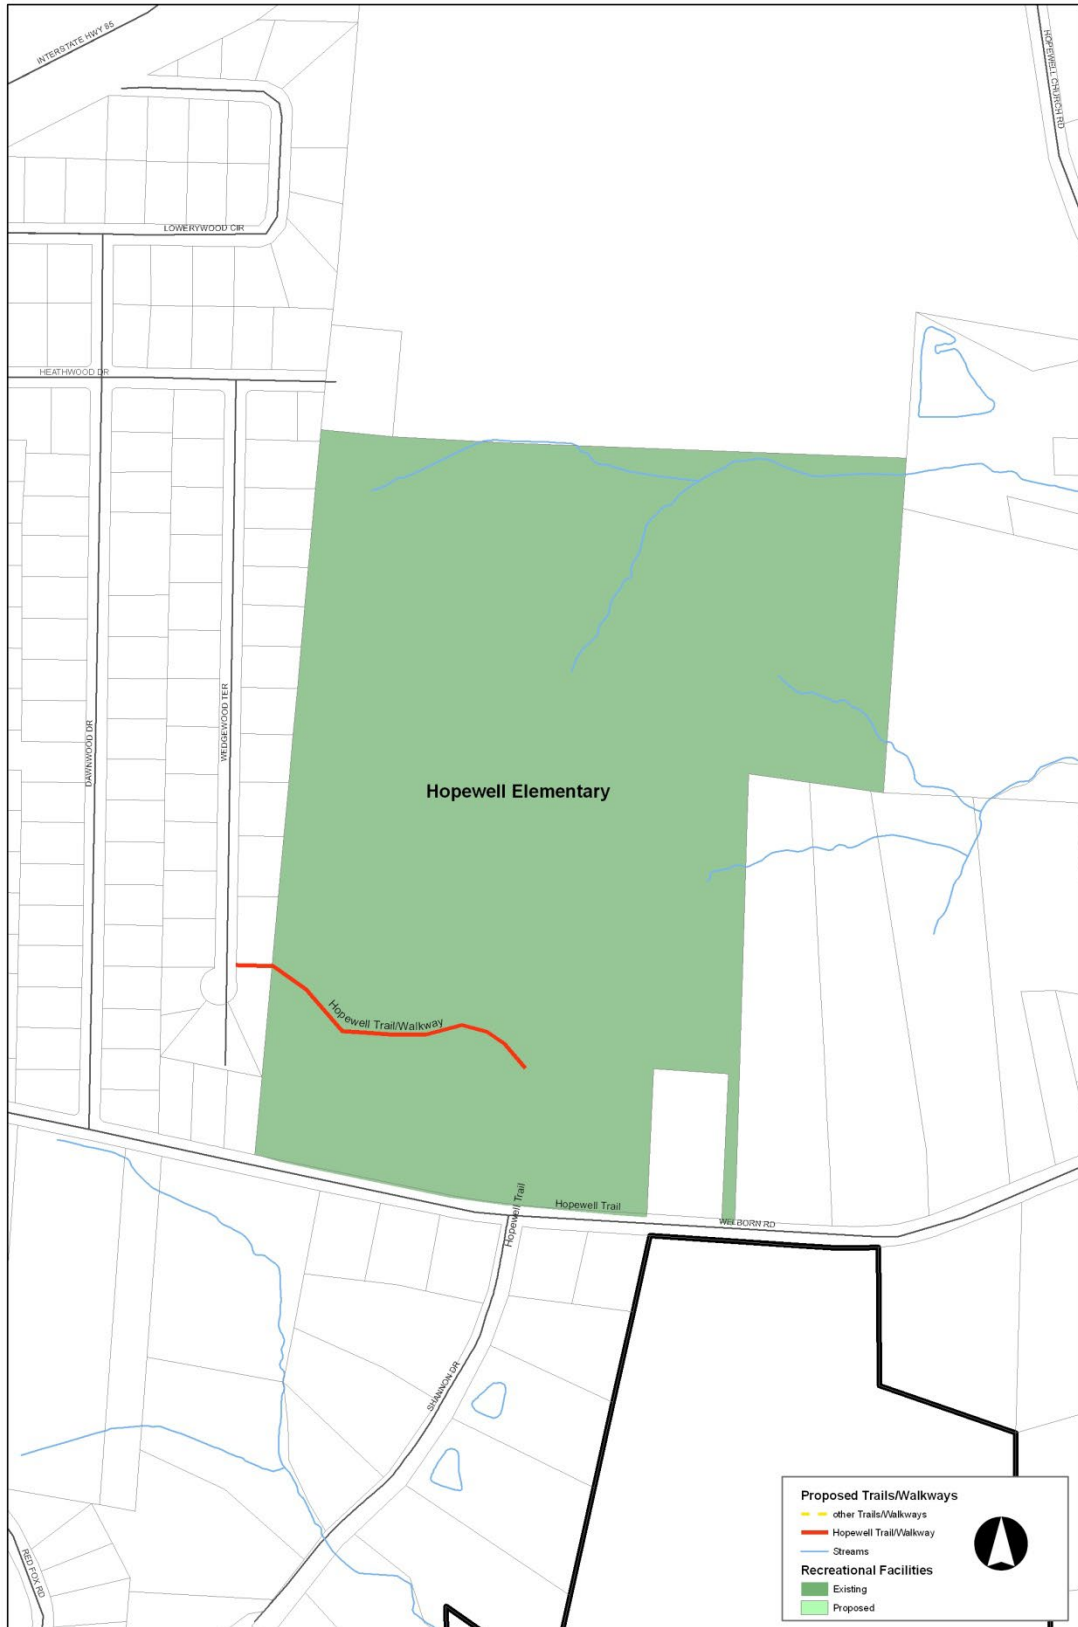 INTERSTATE HWY 85
HOPEWELL CHURCH RD
LOWERYWOOD CIR
HEATHWOOD DR
WEDGEWOOD TER
DAWNWOOD DR
Hopewell Elementary
Hopewell Trail/Walkway
Hopewell Trail
Hopewell Trail
WELBORN RD
SHANNON DR
RED FOX RD
Proposed Trails/Walkways
other Trails/Walkways
Hopewell Trail/Walkway
Streams
Recreational Facilities
Existing
Proposed